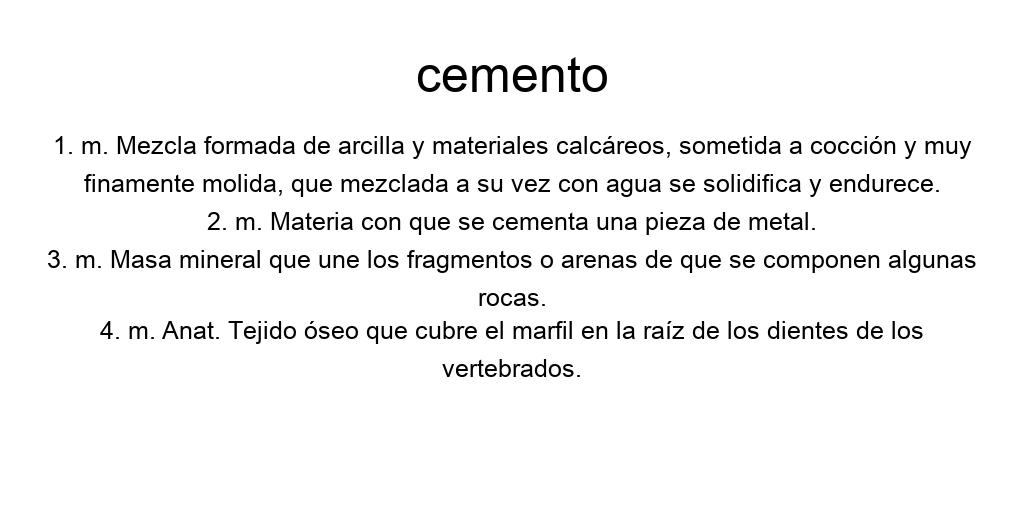 cemento
1. m. Mezcla formada de arcilla y materiales calcáreos, sometida a cocción y muy
finamente molida, que mezclada a su vez con agua se solidifica y endurece.
2. m. Materia con que se cementa una pieza de metal.
3. m. Masa mineral que une los fragmentos o arenas de que se componen algunas
rocas.
4. m. Anat. Tejido óseo que cubre el marfil en la raíz de los dientes de los
vertebrados.